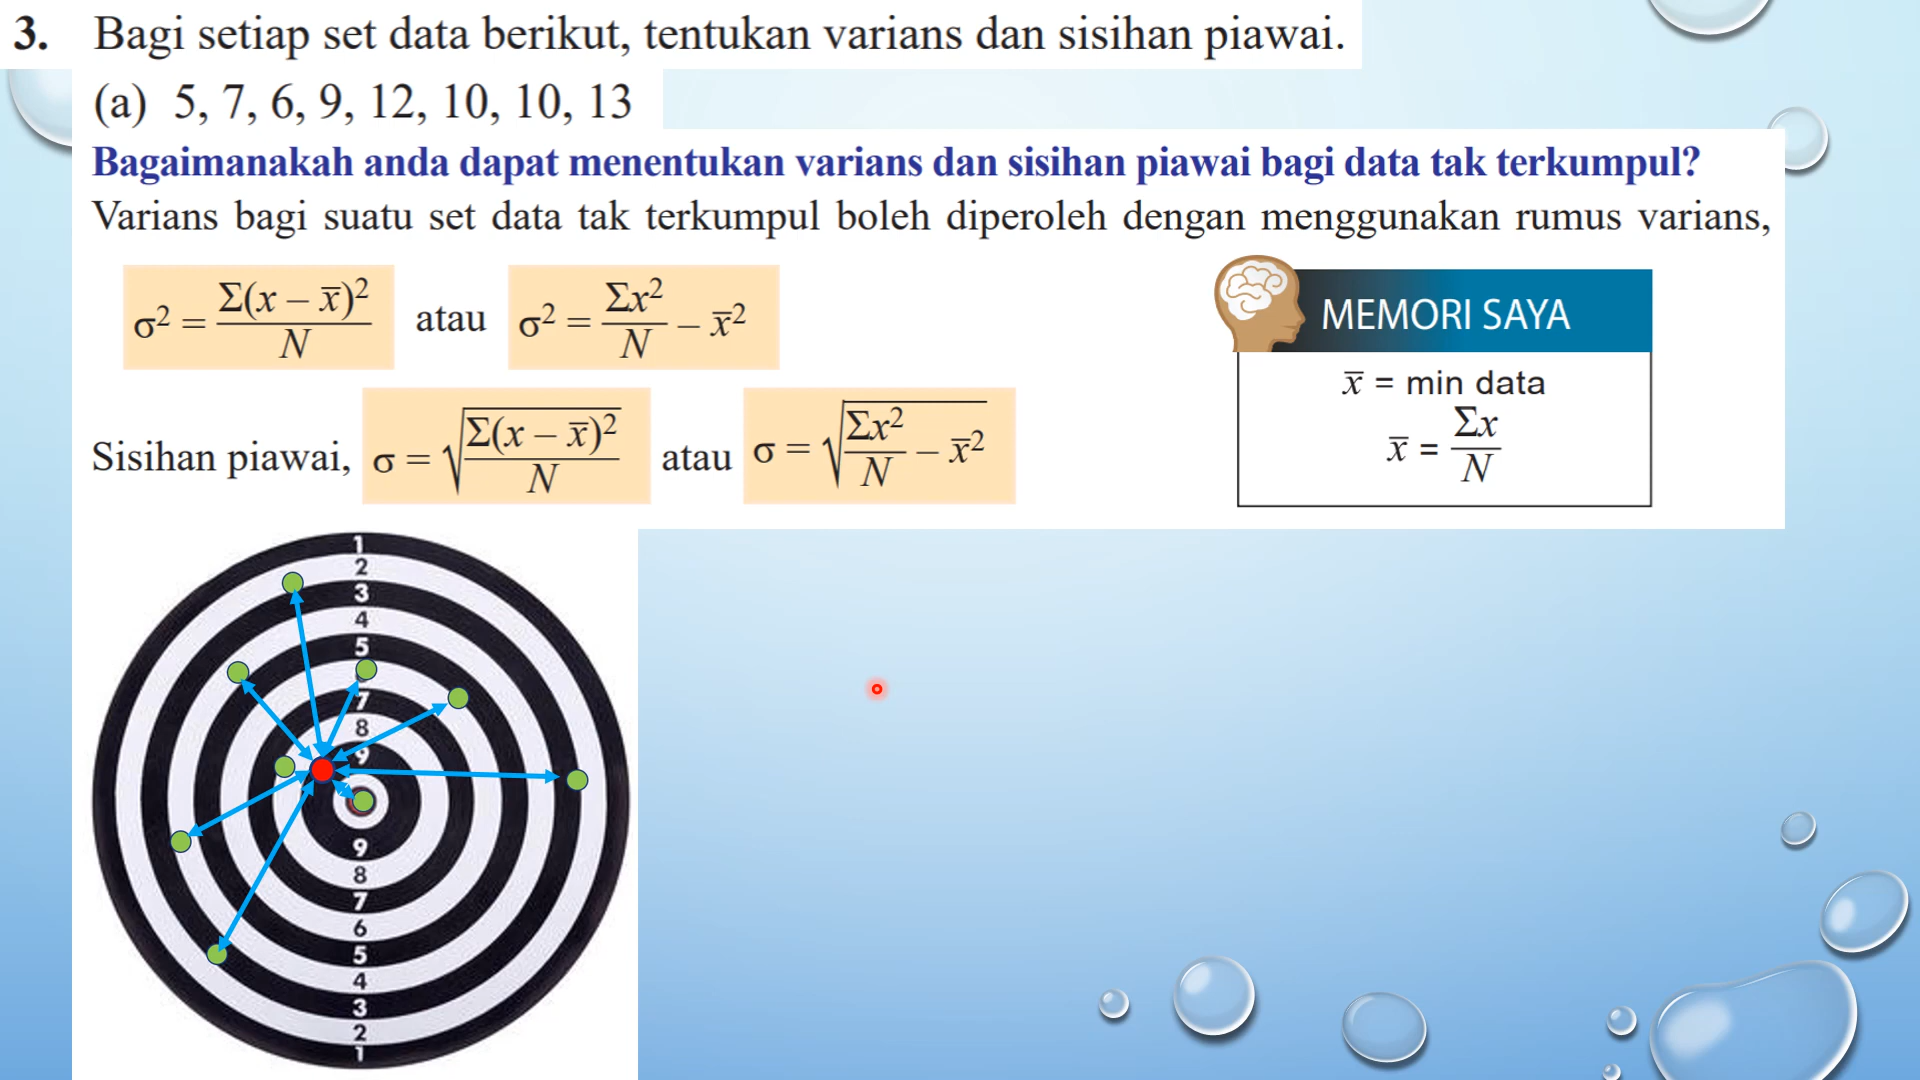 3. Bagi setiap set data berikut, tentukan varians dan sisihan piawai.
(a) 5, 7, 6, 9, 12, 10, 10, 13
Bagaimanakah anda dapat menentukan varians dan sisihan piawai bagi data tak terkumpul?
Varians bagi suatu set data tak terkumpul boleh diperoleh dengan menggunakan rumus varians,
σ² = Σ(x – x̄)² / N atau σ² = Σx² / N – x̄²
MEMORI SAYA
x̄ = min data
x̄ = Σx / N
Sisihan piawai, σ = √(Σ(x – x̄)² / N) atau σ = √(Σx² / N – x̄²)
1
2
3
4
5
7
8
9
9
8
7
6
5
4
3
2
1